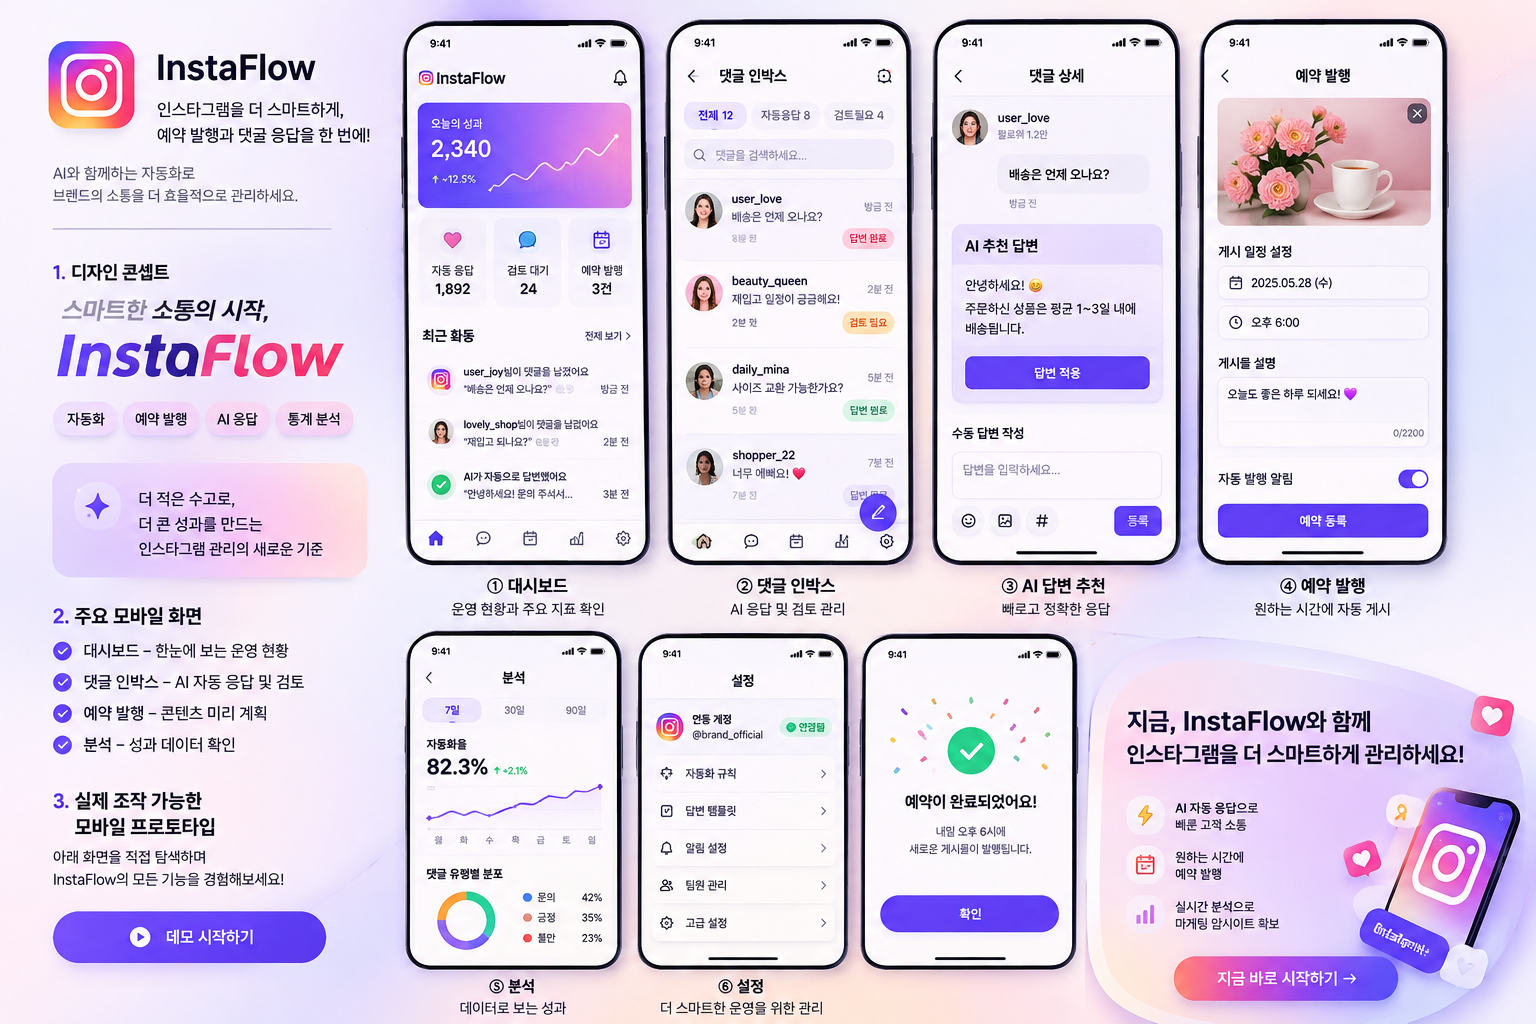 InstaFlow
인스타그램을 더 스마트하게,
예약 발행과 댓글 응답을 한 번에!
AI와 함께하는 자동화로
브랜드의 소통을 더 효율적으로 관리하세요.
1. 디자인 콘셉트
스마트한 소통의 시작,
InstaFlow
자동화
예약 발행
AI 응답
통계 분석
더 적은 수고로,
더 큰 성과를 만드는
인스타그램 관리의 새로운 기준
2. 주요 모바일 화면
대시보드 – 한눈에 보는 운영 현황
댓글 인박스 – AI 자동 응답 및 검토
예약 발행 – 콘텐츠 미리 계획
분석 – 성과 데이터 확인
3. 실제 조작 가능한
모바일 프로토타입
아래 화면을 직접 탐색하며
InstaFlow의 모든 기능을 경험해보세요!
데모 시작하기
9:41
InstaFlow
오늘의 성과
2,340
↑ ~12.5%
자동 응답
1,892
검토 대기
24
예약 발행
3건
최근 활동
전체 보기 >
user_joy님이 댓글을 남겼어요
"배송은 언제 오나요?"
방금 전
lovely_shop님이 댓글을 남겼어요
"재입고 되나요?"
2분 전
AI가 자동으로 답변했어요
"안녕하세요! 문의 주셔서...
3분 전
① 대시보드
운영 현황과 주요 지표 확인
9:41
댓글 인박스
전체 12
자동응답 8
검토필요 4
댓글을 검색하세요...
user_love
방금 전
배송은 언제 오나요?
답변 완료
beauty_queen
2분 전
재입고 일정이 궁금해요!
2분 전
검토 필요
daily_mina
5분 전
사이즈 교환 가능한가요?
5분 전
답변 완료
shopper_22
7분 전
너무 예뻐요! ❤️
7분 전
② 댓글 인박스
AI 응답 및 검토 관리
9:41
댓글 상세
user_love
팔로워 1.2만
배송은 언제 오나요?
방금 전
AI 추천 답변
안녕하세요! 😊
주문하신 상품은 평균 1~3일 내에
배송됩니다.
답변 적용
수동 답변 작성
답변을 입력하세요...
#
등록
③ AI 답변 추천
빠르고 정확한 응답
9:41
예약 발행
게시 일정 설정
2025.05.28 (수)
오후 6:00
게시물 설명
오늘도 좋은 하루 되세요! 💜
0/2200
자동 발행 알림
예약 등록
④ 예약 발행
원하는 시간에 자동 게시
9:41
분석
7일
30일
90일
자동화율
82.3% ↑ +2.1%
월 화 수 목 금 토 일
댓글 유형별 분포
문의 42%
긍정 35%
불만 23%
⑤ 분석
데이터로 보는 성과
9:41
설정
연동 계정
@brand_official
자동화 규칙
답변 템플릿
알림 설정
팀원 관리
고급 설정
⑥ 설정
더 스마트한 운영을 위한 관리
9:41
예약이 완료되었어요!
내일 오후 6시에
새로운 게시물이 발행됩니다.
확인
지금, InstaFlow와 함께
인스타그램을 더 스마트하게 관리하세요!
AI 자동 응답으로
빠른 고객 소통
원하는 시간에
예약 발행
실시간 분석으로
마케팅 인사이트 확보
지금 바로 시작하기 →